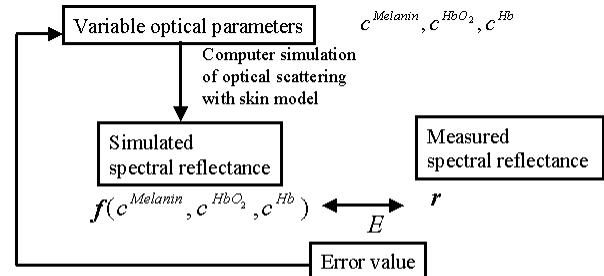 Variable optical parameters
c^Melanin, c^HbO₂, c^Hb
Computer simulation
of optical scattering
with skin model
Simulated
spectral reflectance
Measured
spectral reflectance
f(c^Melanin, c^HbO₂, c^Hb)
E
r
Error value